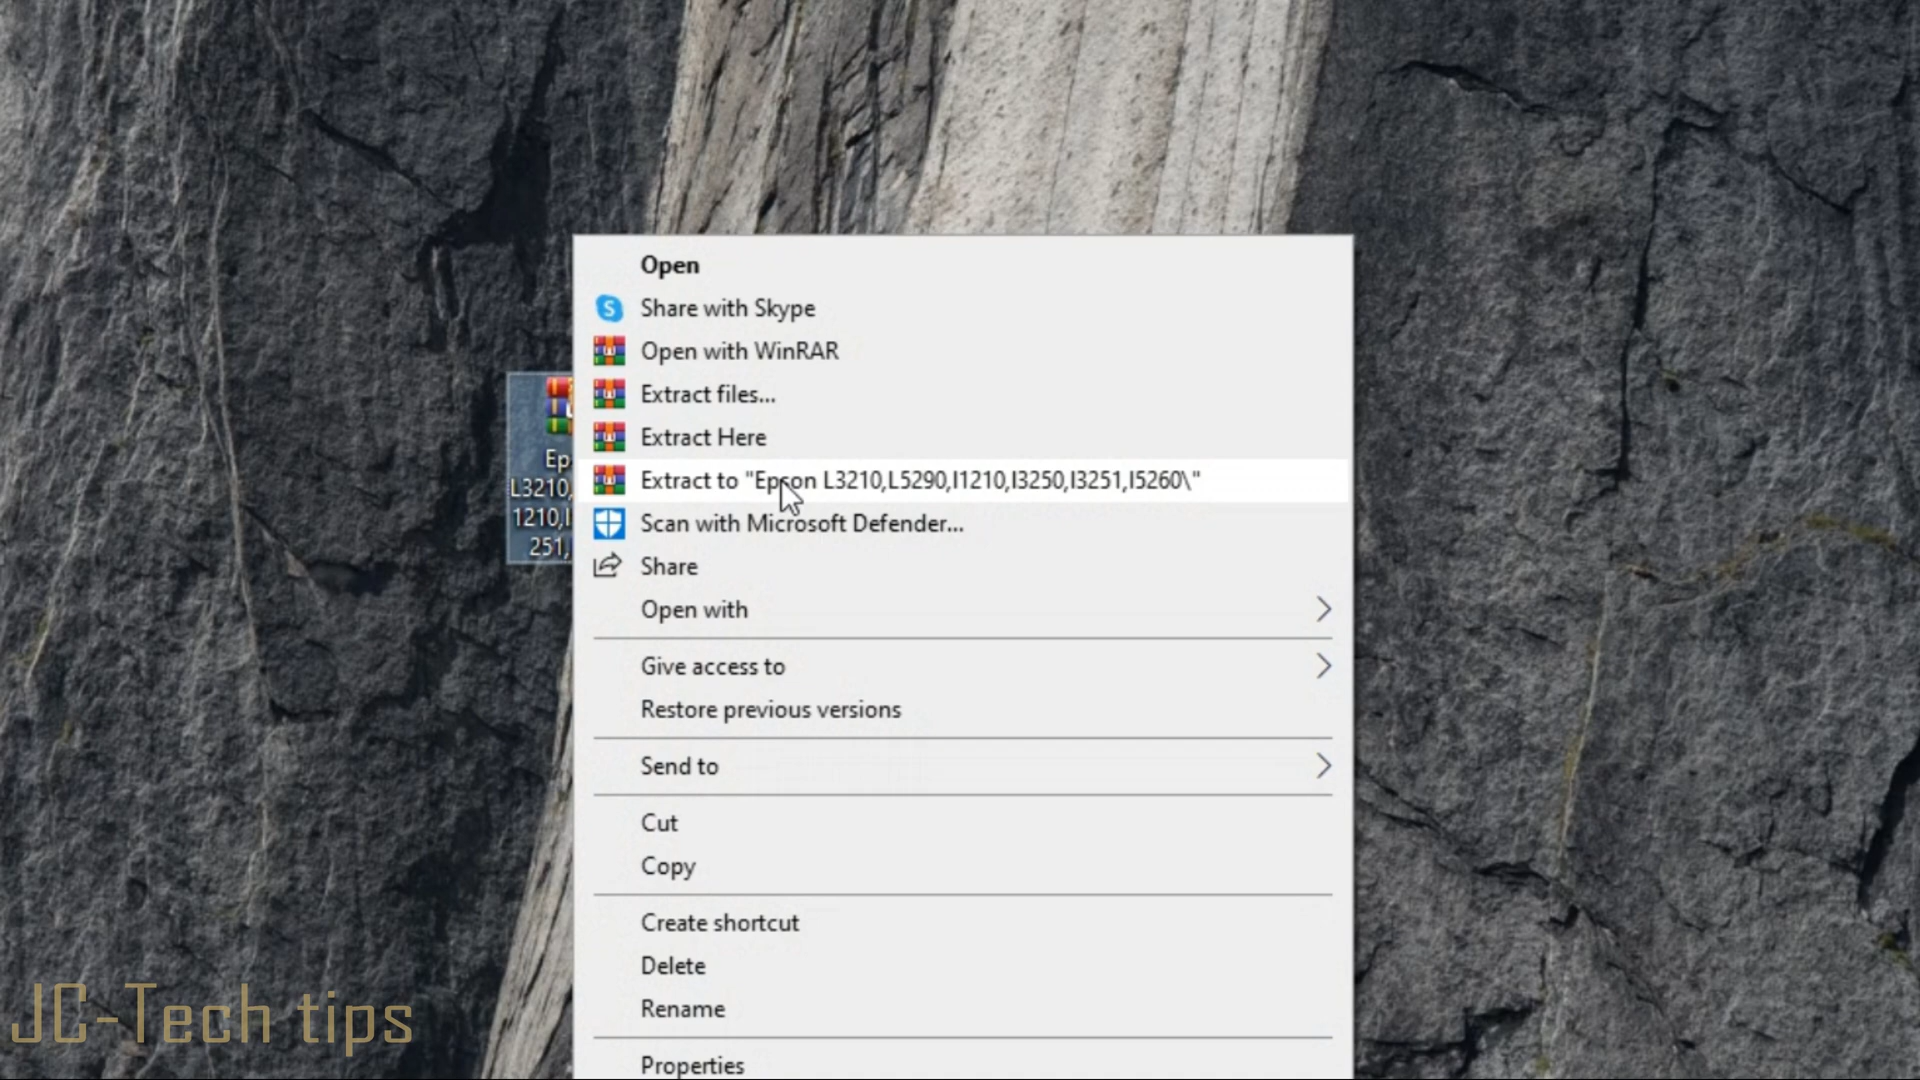 Open
Share with Skype
Open with WinRAR
Extract files...
Extract Here
Extract to "Epson L3210,L5290,l1210,l3250,l3251,l5260\"
Scan with Microsoft Defender...
Share
Open with
Give access to
Restore previous versions
Send to
Cut
Copy
Create shortcut
Delete
Rename
Properties
Ep
L3210,
1210,l
251,
JC-Tech tips